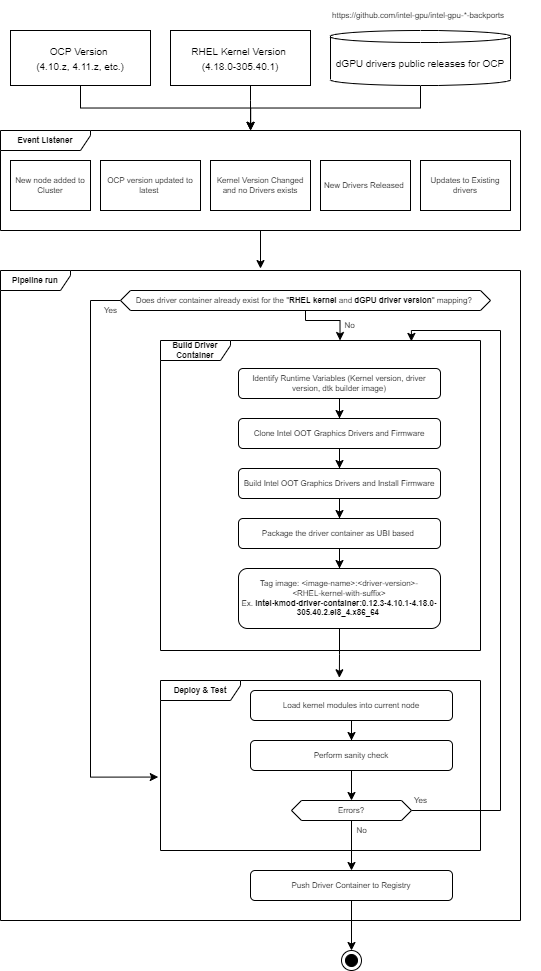 https://github.com/intel-gpu/intel-gpu-*-backports
OCP Version
(4.10.z, 4.11.z, etc.)
RHEL Kernel Version
(4.18.0-305.40.1)
dGPU drivers public releases for OCP
Event Listener
New node added to
Cluster
OCP version updated to
latest
Kernel Version Changed
and no Drivers exists
New Drivers Released
Updates to Existing
drivers
Pipeline run
Does driver container already exist for the "RHEL kernel and dGPU driver version" mapping?
Yes
No
Build Driver
Container
Identify Runtime Variables (Kernel version, driver
version, dtk builder image)
Clone Intel OOT Graphics Drivers and Firmware
Build Intel OOT Graphics Drivers and Install Firmware
Package the driver container as UBI based
Tag image: <image-name>:<driver-version>-
<RHEL-kernel-with-suffix>
Ex. intel-kmod-driver-container:0.12.3-4.10.1-4.18.0-
305.40.2.el8_4.x86_64
Deploy & Test
Load kernel modules into current node
Perform sanity check
Errors?
Yes
No
Push Driver Container to Registry